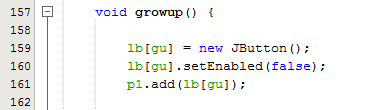 157 void growup() {
158
159 lb[gu] = new JButton();
160 lb[gu].setEnabled(false);
161 p1.add(lb[gu]);
162